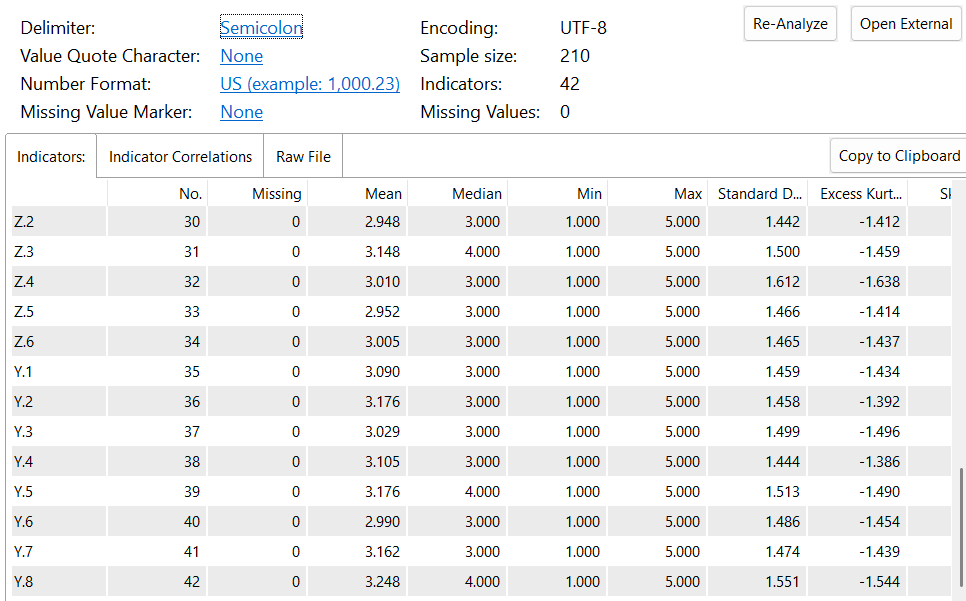 Delimiter: Semicolon Encoding: UTF-8 Re-Analyze Open External
Value Quote Character: None Sample size: 210
Number Format: US (example: 1,000.23) Indicators: 42
Missing Value Marker: None Missing Values: 0
Indicators: Indicator Correlations Raw File Copy to Clipboard
No. Missing Mean Median Min Max Standard D... Excess Kurt... Sk
Z.2 30 0 2.948 3.000 1.000 5.000 1.442 -1.412
Z.3 31 0 3.148 4.000 1.000 5.000 1.500 -1.459
Z.4 32 0 3.010 3.000 1.000 5.000 1.612 -1.638
Z.5 33 0 2.952 3.000 1.000 5.000 1.466 -1.414
Z.6 34 0 3.005 3.000 1.000 5.000 1.465 -1.437
Y.1 35 0 3.090 3.000 1.000 5.000 1.459 -1.434
Y.2 36 0 3.176 3.000 1.000 5.000 1.458 -1.392
Y.3 37 0 3.029 3.000 1.000 5.000 1.499 -1.496
Y.4 38 0 3.105 3.000 1.000 5.000 1.444 -1.386
Y.5 39 0 3.176 4.000 1.000 5.000 1.513 -1.490
Y.6 40 0 2.990 3.000 1.000 5.000 1.486 -1.454
Y.7 41 0 3.162 3.000 1.000 5.000 1.474 -1.439
Y.8 42 0 3.248 4.000 1.000 5.000 1.551 -1.544